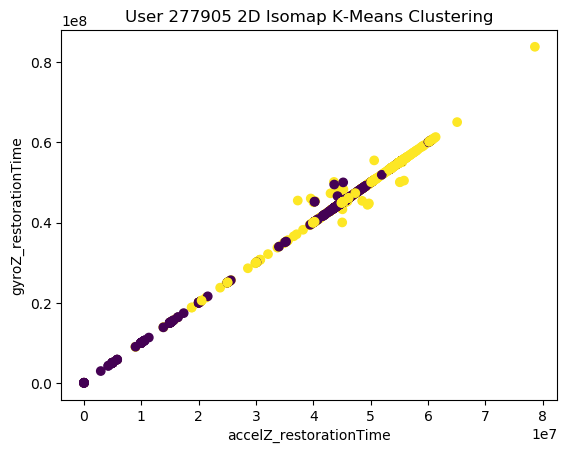 User 277905 2D Isomap K-Means Clustering
1e8
0.8
0.6
0.4
0.2
0.0
gyroZ_restorationTime
0 1 2 3 4 5 6 7 8
1e7
accelZ_restorationTime